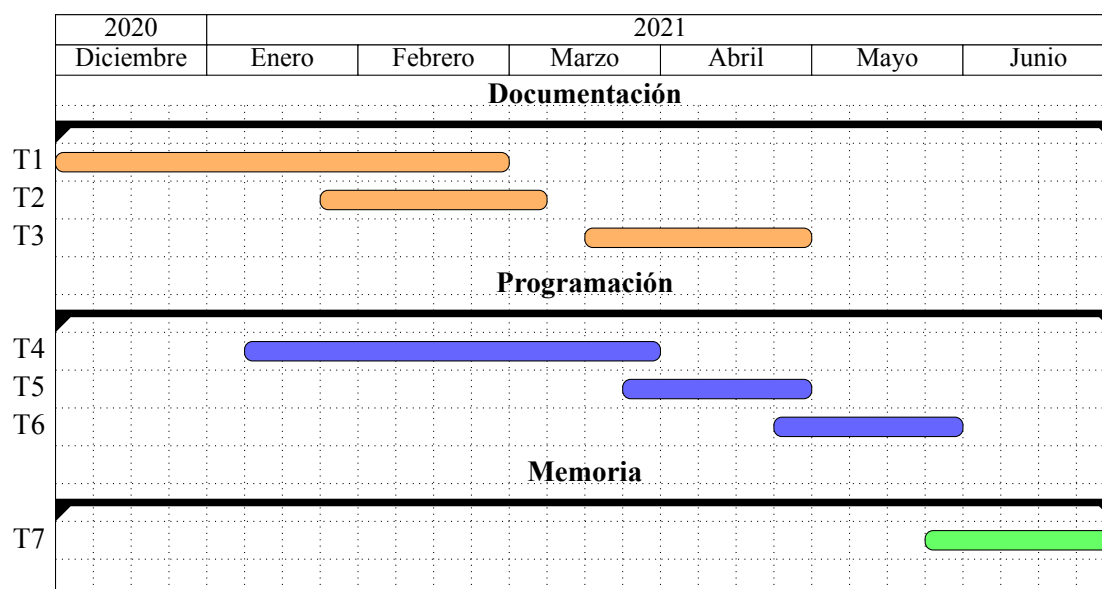 2020 2021
Diciembre Enero Febrero Marzo Abril Mayo Junio
Documentación
T1
T2
T3
Programación
T4
T5
T6
Memoria
T7